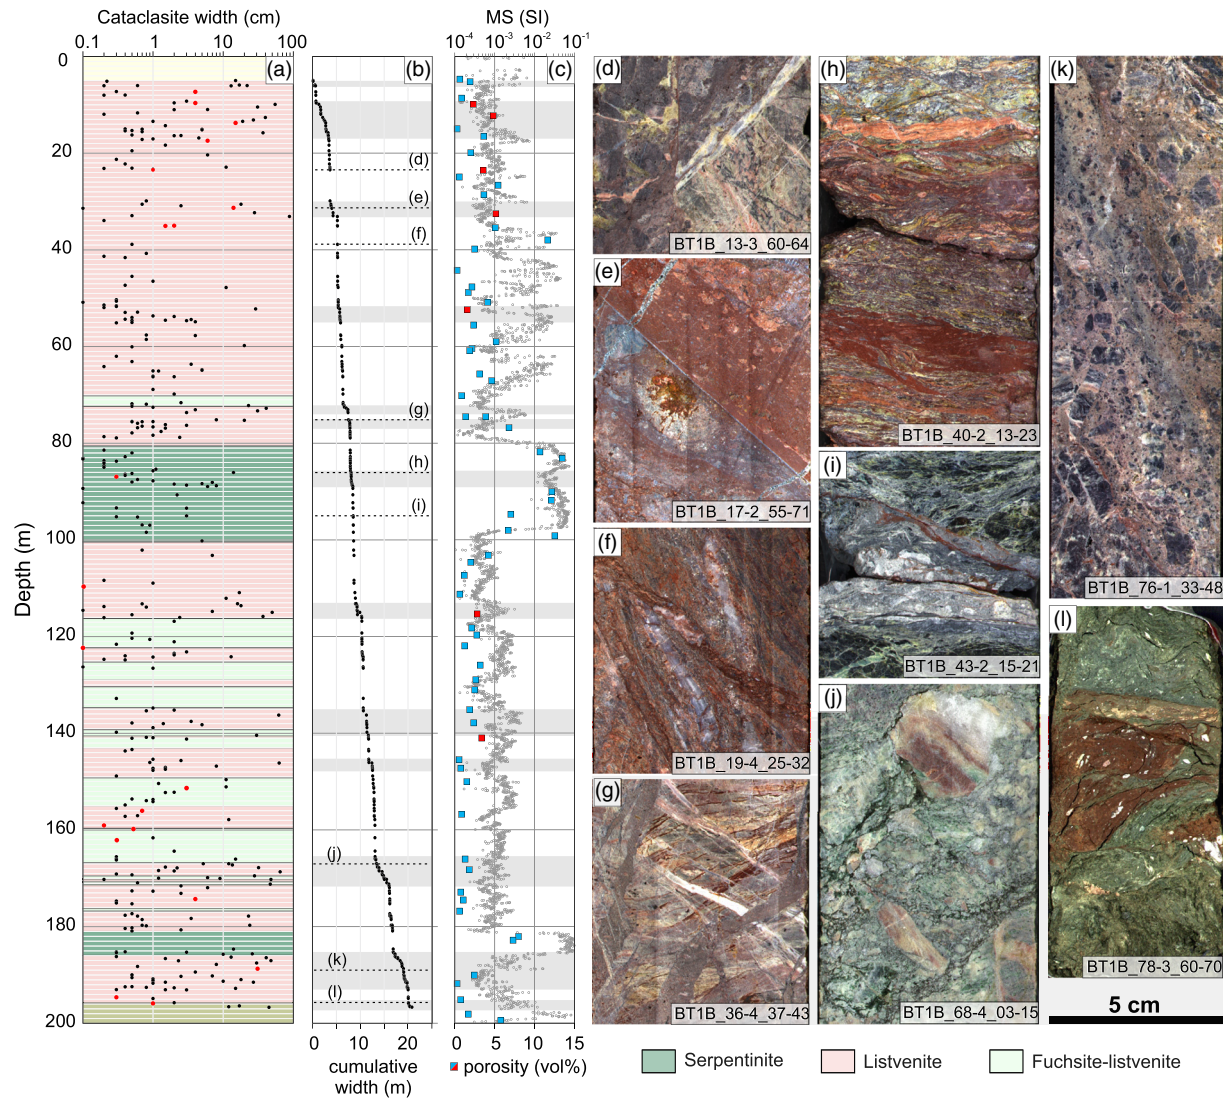 Cataclasite width (cm)
0.1 1 10 100
(a)
Depth (m)
0
20
40
60
80
100
120
140
160
180
200
(b)
(d)
(e)
(f)
(g)
(h)
(i)
(j)
(k)
(l)
0 10 20
cumulative
width (m)
MS (SI)
10⁻⁴ 10⁻³ 10⁻² 10⁻¹
(c)
0 5 10 15
porosity (vol%)
(d)
BT1B_13-3_60-64
(e)
BT1B_17-2_55-71
(f)
BT1B_19-4_25-32
(g)
BT1B_36-4_37-43
(h)
BT1B_40-2_13-23
(i)
BT1B_43-2_15-21
(j)
BT1B_68-4_03-15
(k)
BT1B_76-1_33-48
(l)
BT1B_78-3_60-70
5 cm
Serpentinite
Listvenite
Fuchsite-listvenite